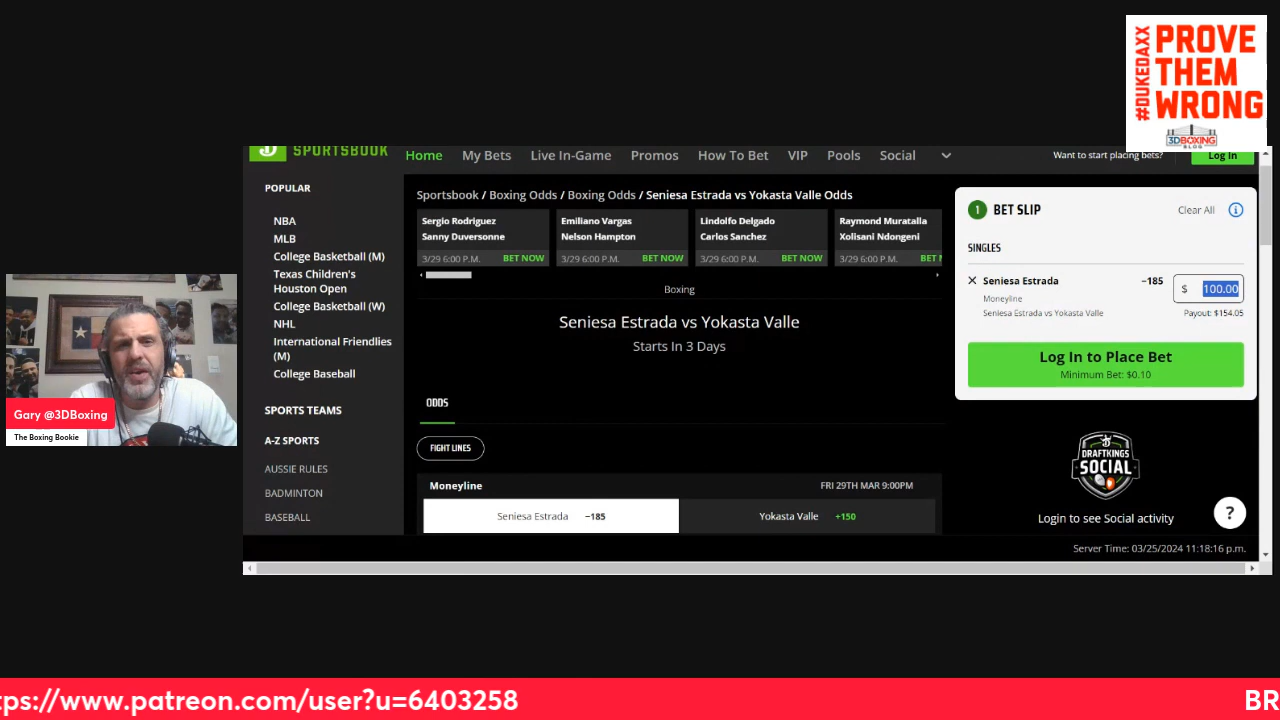 #DUKEDAXX
PROVE
THEM
WRONG
3DBOXING
BLOG
SPORTSBOOK
Home
My Bets
Live In-Game
Promos
How To Bet
VIP
Pools
Social
Want to start placing bets?
Log In
POPULAR
NBA
MLB
College Basketball (M)
Texas Children's
Houston Open
College Basketball (W)
NHL
International Friendlies
(M)
College Baseball
SPORTS TEAMS
A-Z SPORTS
AUSSIE RULES
BADMINTON
BASEBALL
Sportsbook / Boxing Odds / Boxing Odds / Seniesa Estrada vs Yokasta Valle Odds
Sergio Rodriguez
Sanny Duversonne
3/29 6:00 P.M. BET NOW
Emiliano Vargas
Nelson Hampton
3/29 6:00 P.M. BET NOW
Lindolfo Delgado
Carlos Sanchez
3/29 6:00 P.M. BET NOW
Raymond Muratalla
Xolisani Ndongeni
3/29 6:00 P.M. BET N
Boxing
Seniesa Estrada vs Yokasta Valle
Starts In 3 Days
ODDS
FIGHT LINES
Moneyline FRI 29TH MAR 9:00PM
Seniesa Estrada −185
Yokasta Valle +150
1 BET SLIP Clear All
SINGLES
Seniesa Estrada −185 $ 100.00
Moneyline
Seniesa Estrada vs Yokasta Valle Payout: $154.05
Log In to Place Bet
Minimum Bet: $0.10
DRAFTKINGS
SOCIAL
Login to see Social activity
?
Server Time: 03/25/2024 11:18:16 p.m.
Gary @3DBoxing
The Boxing Bookie
tps://www.patreon.com/user?u=6403258
BR